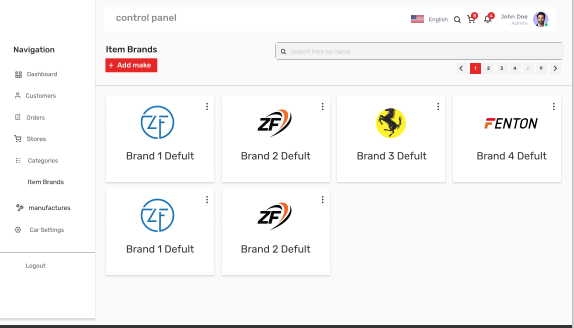 control panel
English
John Doe
Admin
Navigation
Dashboard
Customers
Orders
Stores
Categories
Item Brands
manufactures
Car Settings
Logout
Item Brands
+ Add make
Search here by name
1 2 3 4 9
ZF
Brand 1 Defult
ZF
Brand 2 Defult
Brand 3 Defult
FENTON
Brand 4 Defult
ZF
Brand 1 Defult
ZF
Brand 2 Defult